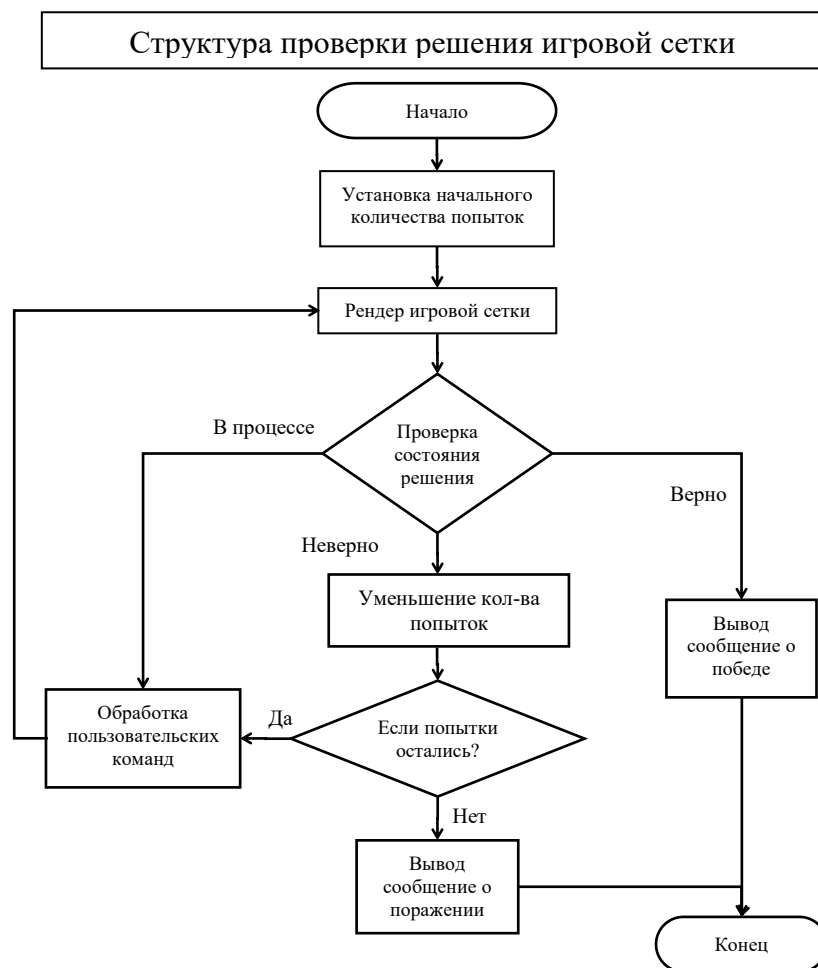 Структура проверки решения игровой сетки
Начало
Установка начального
количества попыток
Рендер игровой сетки
В процессе
Проверка
состояния
решения
Верно
Неверно
Уменьшение кол-ва
попыток
Вывод
сообщение о
победе
Обработка
пользовательских
команд
Да
Если попытки
остались?
Нет
Вывод
сообщение о
поражении
Конец